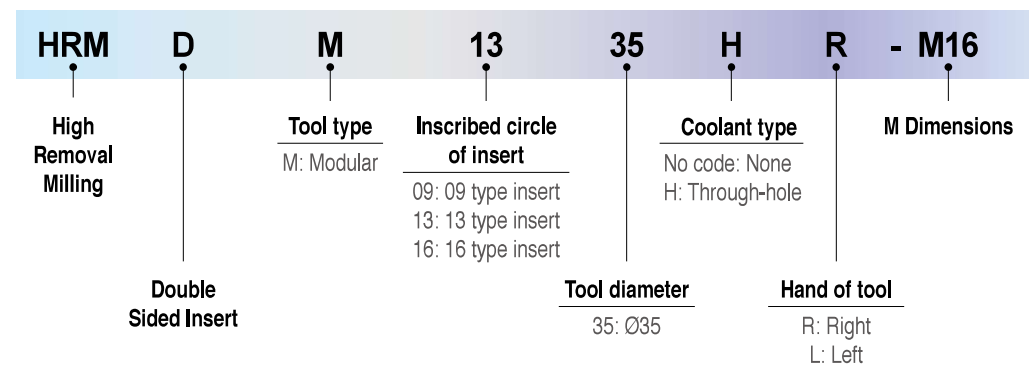 HRM D M 13 35 H R - M16
High
Removal
Milling
Double
Sided Insert
Tool type
M: Modular
Inscribed circle
of insert
09: 09 type insert
13: 13 type insert
16: 16 type insert
Tool diameter
35: Ø35
Coolant type
No code: None
H: Through-hole
Hand of tool
R: Right
L: Left
M Dimensions